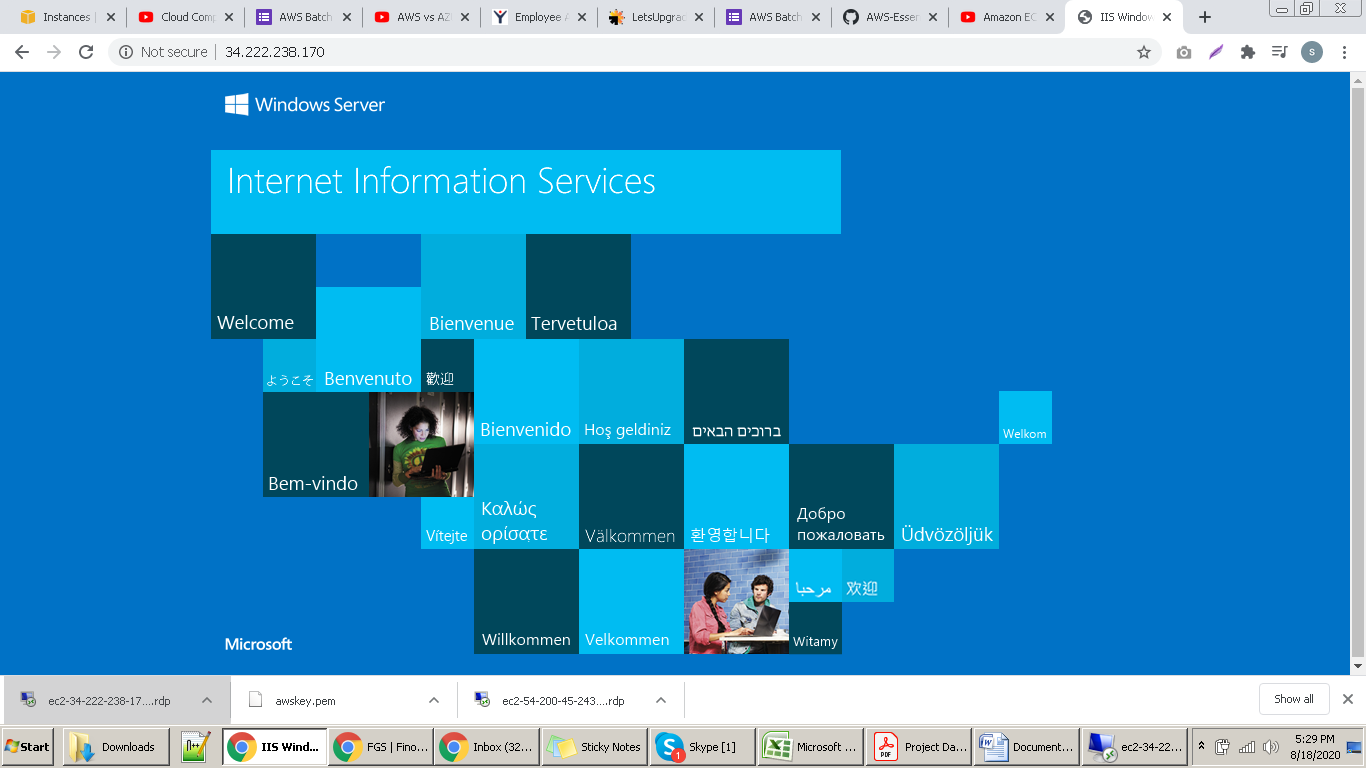 Instances
Cloud Comp
AWS Batch
AWS vs AZ
Employee A
LetsUpgrad
AWS Batch
AWS-Esser
Amazon EC
IIS Window
Not secure
34.222.238.170
s
Windows Server
Internet Information Services
Welcome
Bienvenue
Tervetuloa
ようこそ
Benvenuto
歡迎
Bienvenido
Hoş geldiniz
ברוכים הבאים
Welkom
Bem-vindo
Vítejte
Καλώς
ορίσατε
Välkommen
환영합니다
Добро
пожаловать
Üdvözöljük
Willkommen
Velkommen
مرحبا
欢迎
Witamy
Microsoft
ec2-34-222-238-17....rdp
awskey.pem
ec2-54-200-45-243....rdp
Show all
Start
Downloads
IIS Wind...
FGS | Fino...
Inbox (32...
Sticky Notes
Skype [1]
1
Microsoft ...
PDF
Project Da...
Document...
ec2-34-22...
5:29 PM
8/18/2020